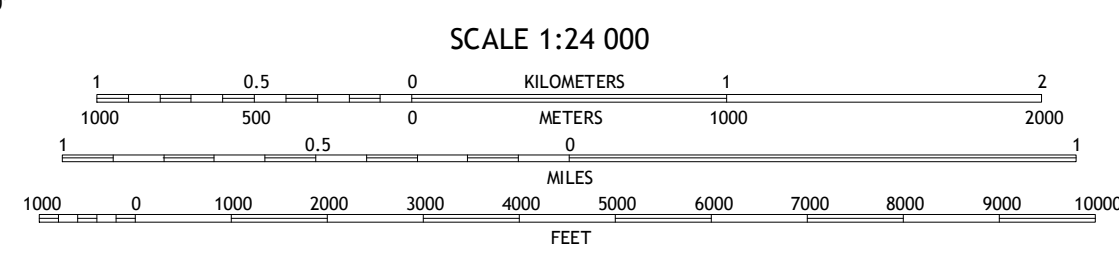 SCALE 1:24 000
1 0.5 0 KILOMETERS 1 2
1000 500 0 METERS 1000 2000
1 0.5 0 1
MILES
1000 0 1000 2000 3000 4000 5000 6000 7000 8000 9000 10000
FEET